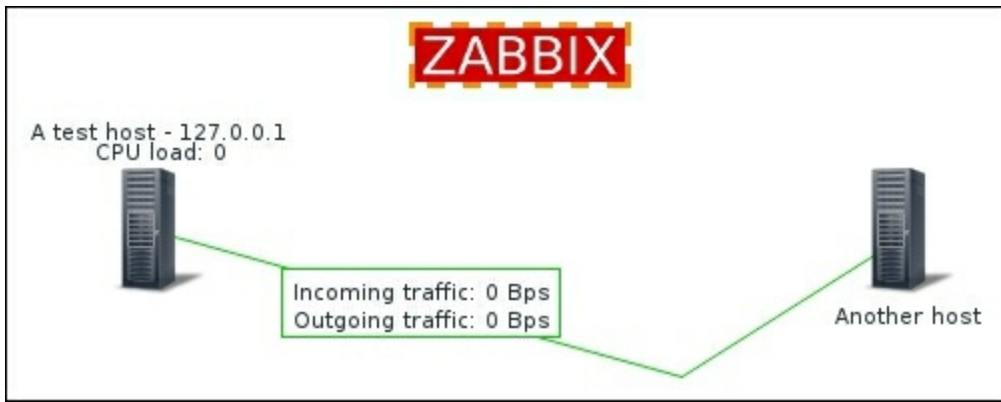 ZABBIX
A test host - 127.0.0.1
CPU load: 0
Incoming traffic: 0 Bps
Outgoing traffic: 0 Bps
Another host